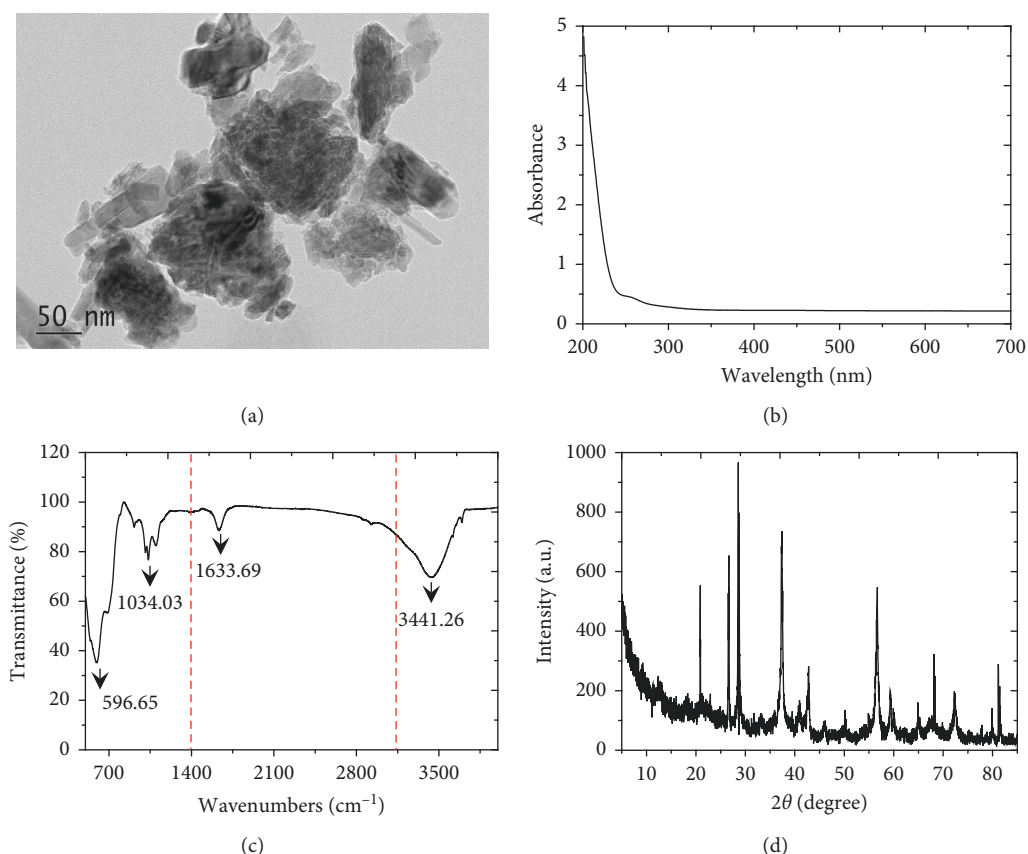 50 nm
(a)
5
4
3
2
1
0
Absorbance
200 300 400 500 600 700
Wavelength (nm)
(b)
120
100
80
60
40
20
0
Transmittance (%)
1034.03
1633.69
3441.26
596.65
700 1400 2100 2800 3500
Wavenumbers (cm⁻¹)
(c)
1000
800
600
400
200
0
Intensity (a.u.)
10 20 30 40 50 60 70 80
2θ (degree)
(d)